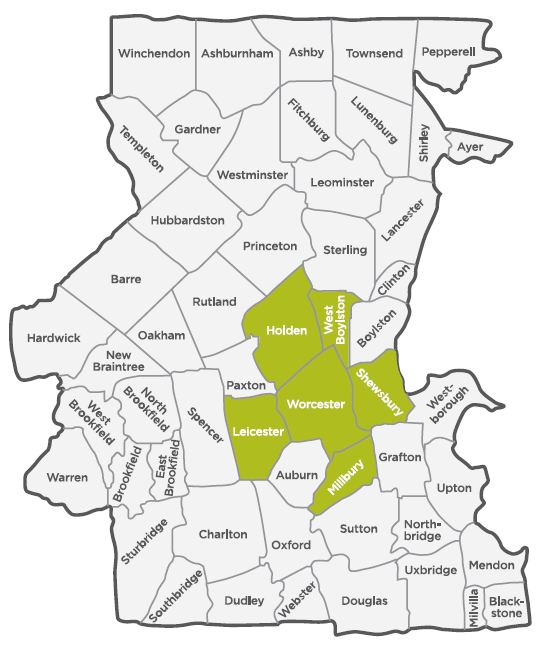 Winchendon
Ashburnham
Ashby
Townsend
Pepperell
Templeton
Gardner
Fitchburg
Lunenburg
Shirley
Ayer
Westminster
Leominster
Hubbardston
Princeton
Sterling
Lancaster
Clinton
Barre
Rutland
Holden
West
Boylston
Boylston
Hardwick
Oakham
New
Braintree
Paxton
Worcester
Shewsbury
West-
borough
West
Brookfield
North
Brookfield
Spencer
Leicester
Warren
Brookfield
East
Brookfield
Auburn
Millbury
Grafton
Upton
Sturbridge
Charlton
Oxford
Sutton
North-
bridge
Southbridge
Dudley
Webster
Douglas
Uxbridge
Mendon
Milvilla
Black-
stone